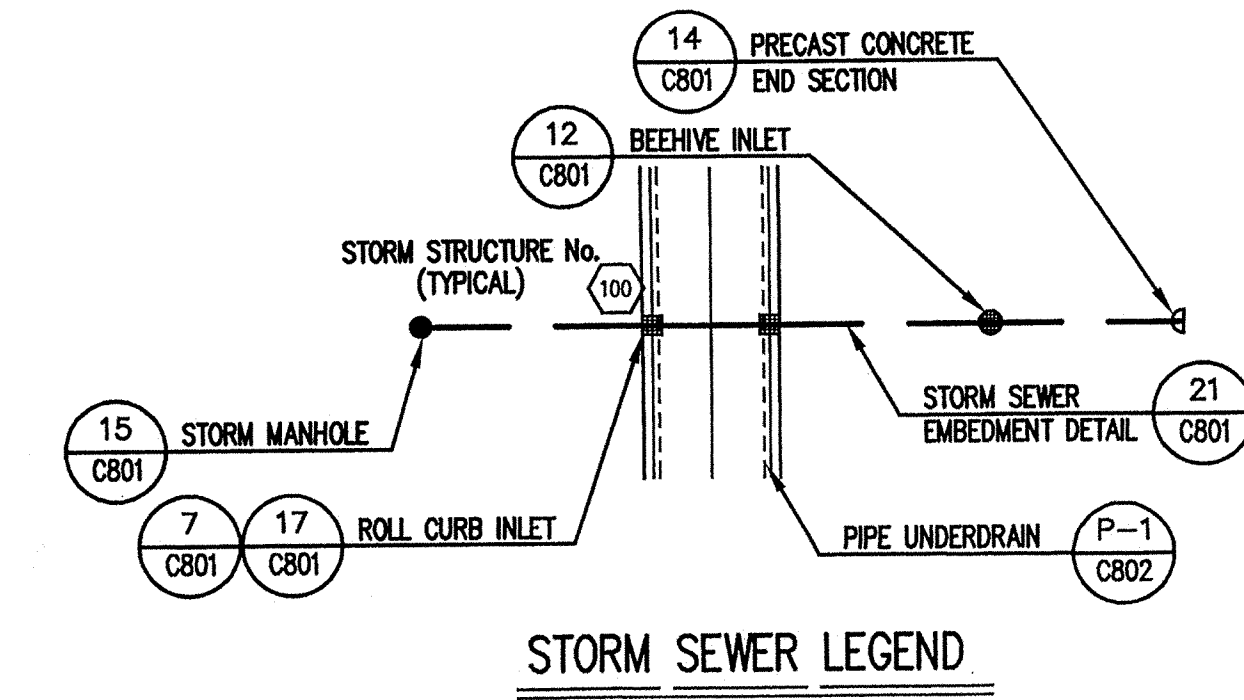 14
C801
PRECAST CONCRETE
END SECTION
12
C801
BEEHIVE INLET
STORM STRUCTURE No.
(TYPICAL)
100
15
C801
STORM MANHOLE
STORM SEWER
EMBEDMENT DETAIL
21
C801
7
C801
17
C801
ROLL CURB INLET
PIPE UNDERDRAIN
P-1
C802
STORM SEWER LEGEND